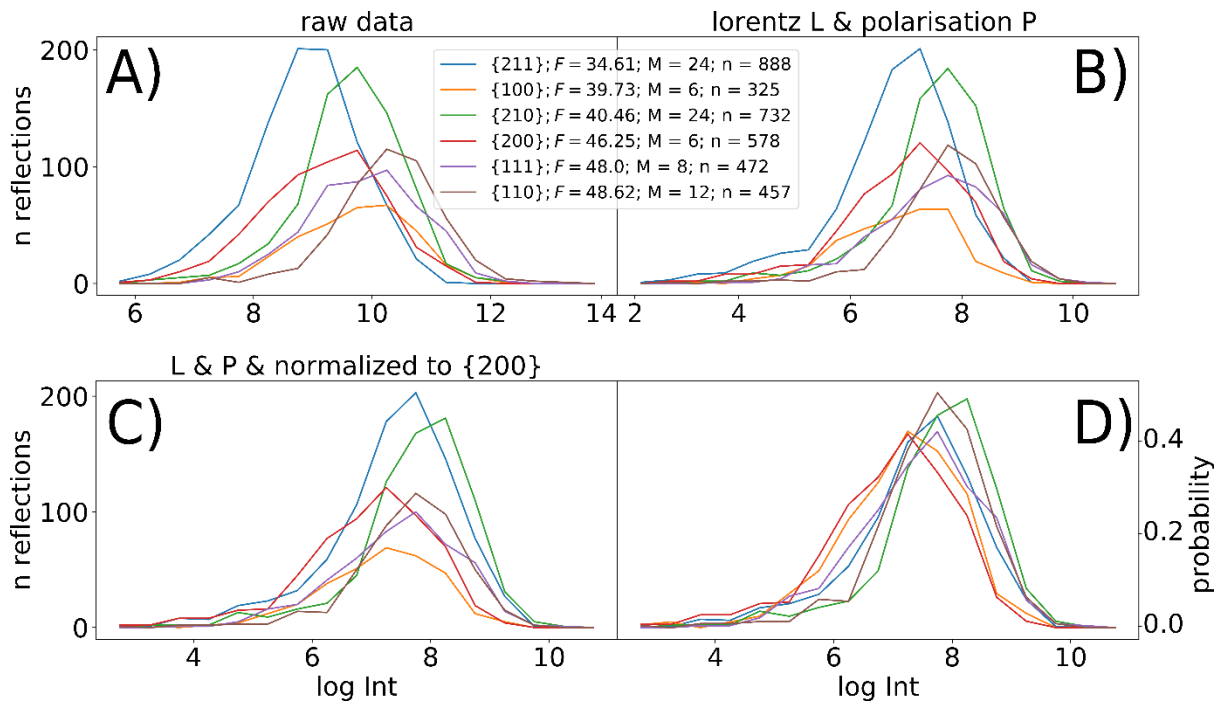 raw data
lorentz L & polarisation P
A)
B)
{211}; F = 34.61; M = 24; n = 888
{100}; F = 39.73; M = 6; n = 325
{210}; F = 40.46; M = 24; n = 732
{200}; F = 46.25; M = 6; n = 578
{111}; F = 48.0; M = 8; n = 472
{110}; F = 48.62; M = 12; n = 457
n reflections
200
100
0
6 8 10 12 14
2 4 6 8 10
L & P & normalized to {200}
C)
D)
n reflections
200
100
0
6 8 10
log Int
4 6 8 10
log Int
0.4
0.2
0.0
probability